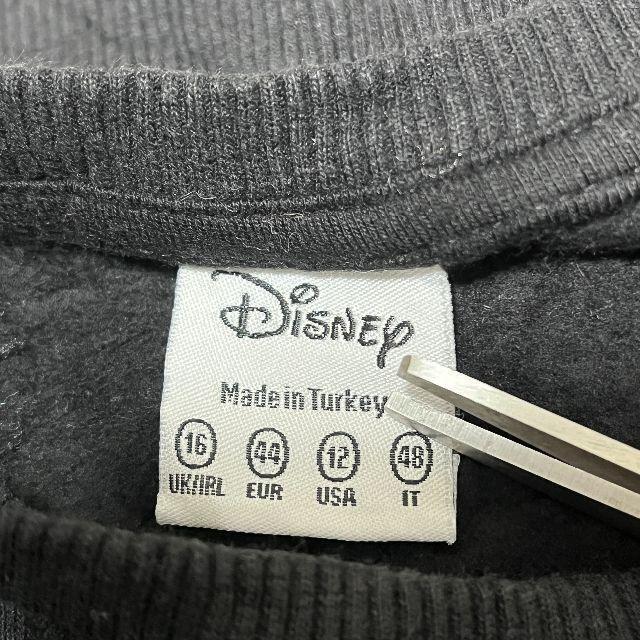 Disney
Made in Turkey
16 44 12 48
UK/IRL EUR USA IT